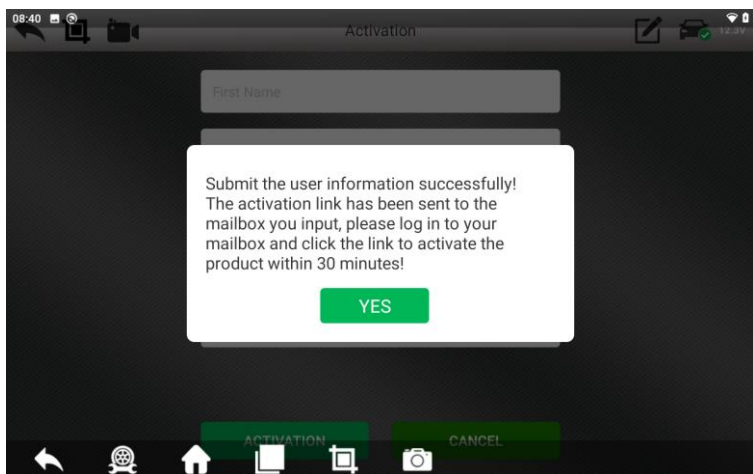 08:40
Activation
12.3V
First Name
Submit the user information successfully!
The activation link has been sent to the
mailbox you input, please log in to your
mailbox and click the link to activate the
product within 30 minutes!
YES
ACTIVATION
CANCEL